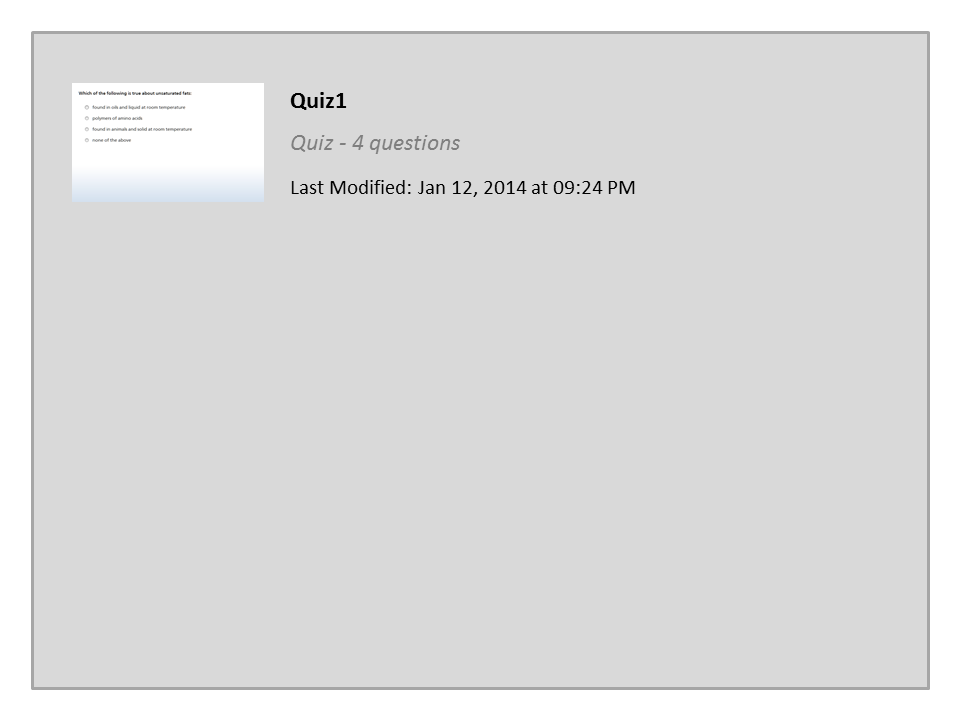 Which of the following is true about unsaturated fats:
found in oils and liquid at room temperature
polymers of amino acids
found in animals and solid at room temperature
none of the above
Quiz1
Quiz - 4 questions
Last Modified: Jan 12, 2014 at 09:24 PM